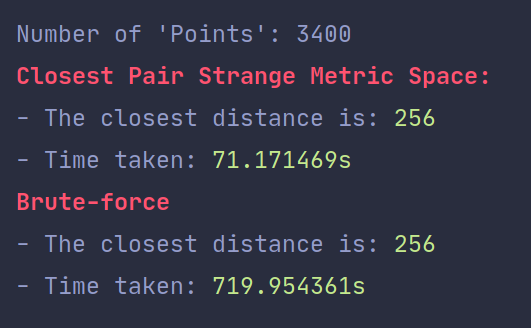 Number of 'Points': 3400
Closest Pair Strange Metric Space:
- The closest distance is: 256
- Time taken: 71.171469s
Brute-force
- The closest distance is: 256
- Time taken: 719.954361s